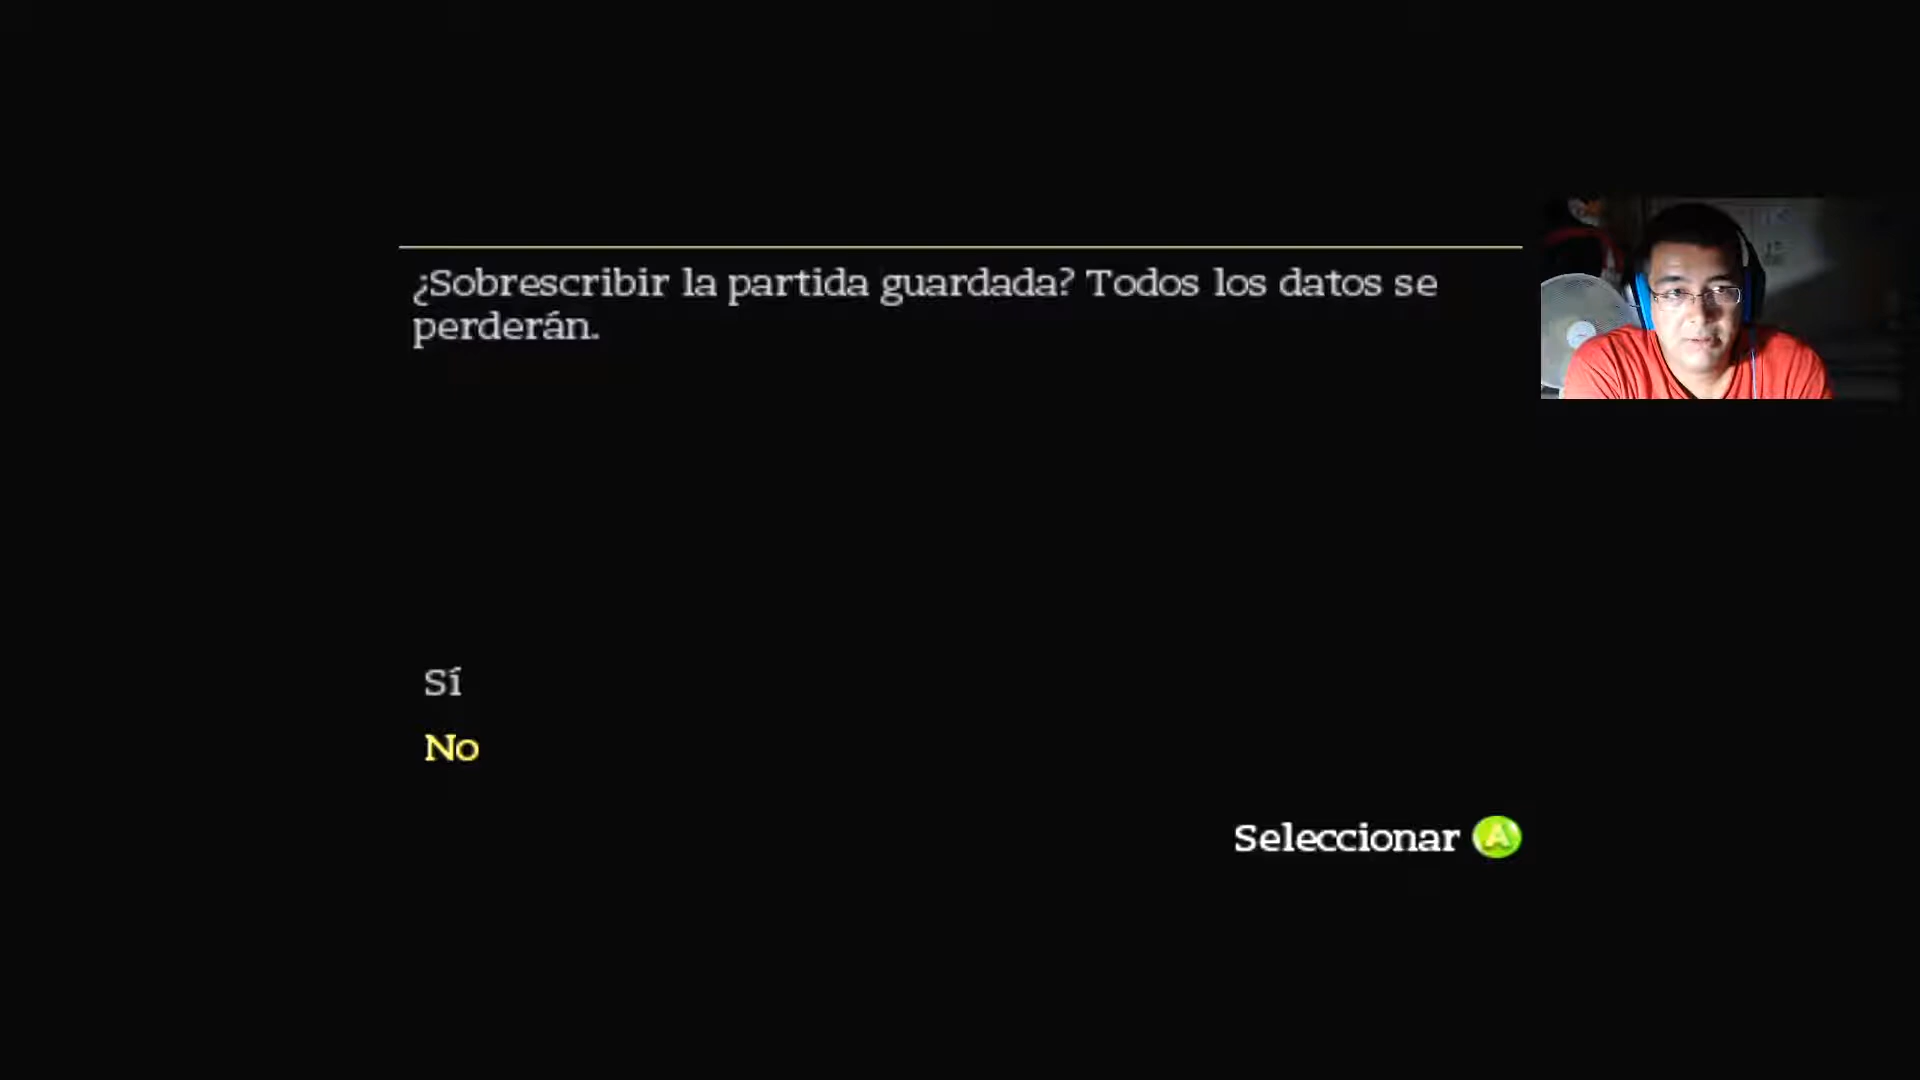 ¿Sobrescribir la partida guardada? Todos los datos se
perderán.
Sí
No
Seleccionar A